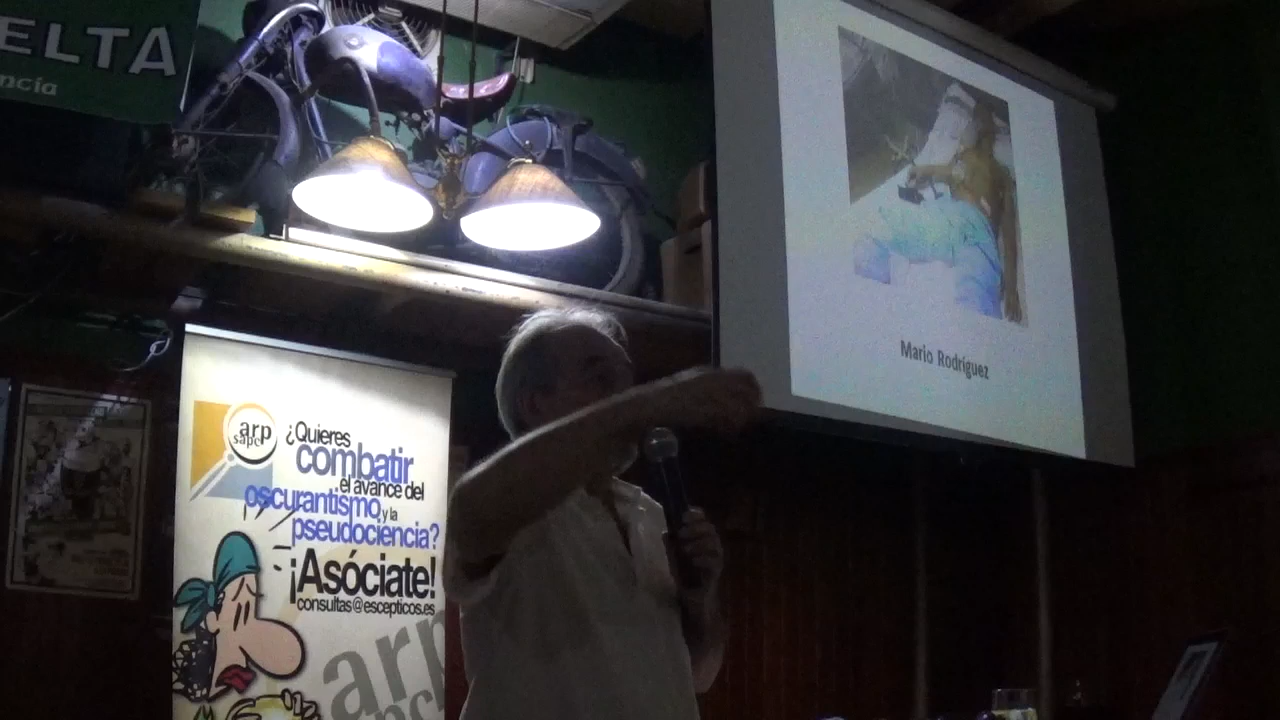 ELTA
ncia
Mario Rodríguez
arp
sapc
¿Quieres
combatir
el avance del
oscurantismo
y la
pseudociencia?
¡Asóciate!
consultas@escepticos.es
arp